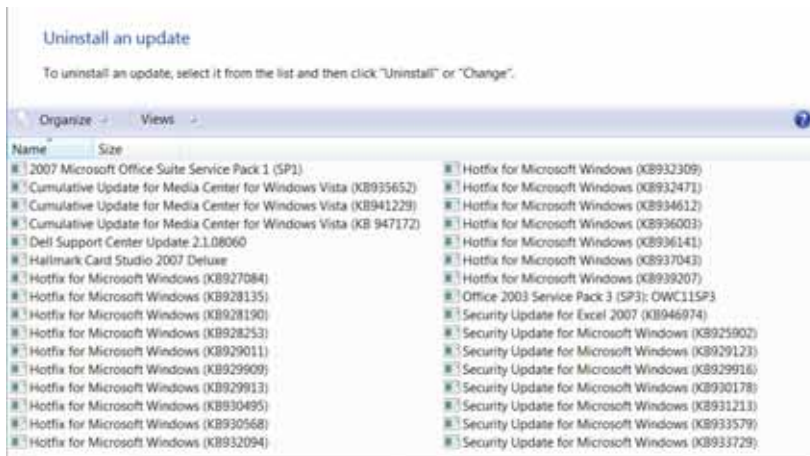 Uninstall an update
To uninstall an update, select it from the list and then click "Uninstall" or "Change".
Organize Views
Name Size
2007 Microsoft Office Suite Service Pack 1 (SP1)
Cumulative Update for Media Center for Windows Vista (KB935652)
Cumulative Update for Media Center for Windows Vista (KB941229)
Cumulative Update for Media Center for Windows Vista (KB 947172)
Dell Support Center Update 2.1.08060
Hallmark Card Studio 2007 Deluxe
Hotfix for Microsoft Windows (KB927084)
Hotfix for Microsoft Windows (KB928135)
Hotfix for Microsoft Windows (KB928190)
Hotfix for Microsoft Windows (KB928253)
Hotfix for Microsoft Windows (KB929011)
Hotfix for Microsoft Windows (KB929909)
Hotfix for Microsoft Windows (KB929913)
Hotfix for Microsoft Windows (KB930495)
Hotfix for Microsoft Windows (KB930568)
Hotfix for Microsoft Windows (KB932094)
Hotfix for Microsoft Windows (KB932309)
Hotfix for Microsoft Windows (KB932471)
Hotfix for Microsoft Windows (KB934612)
Hotfix for Microsoft Windows (KB936003)
Hotfix for Microsoft Windows (KB936141)
Hotfix for Microsoft Windows (KB937043)
Hotfix for Microsoft Windows (KB939207)
Office 2003 Service Pack 3 (SP3): OWC11SP3
Security Update for Excel 2007 (KB946974)
Security Update for Microsoft Windows (KB925902)
Security Update for Microsoft Windows (KB929123)
Security Update for Microsoft Windows (KB929916)
Security Update for Microsoft Windows (KB930178)
Security Update for Microsoft Windows (KB931213)
Security Update for Microsoft Windows (KB933579)
Security Update for Microsoft Windows (KB933729)